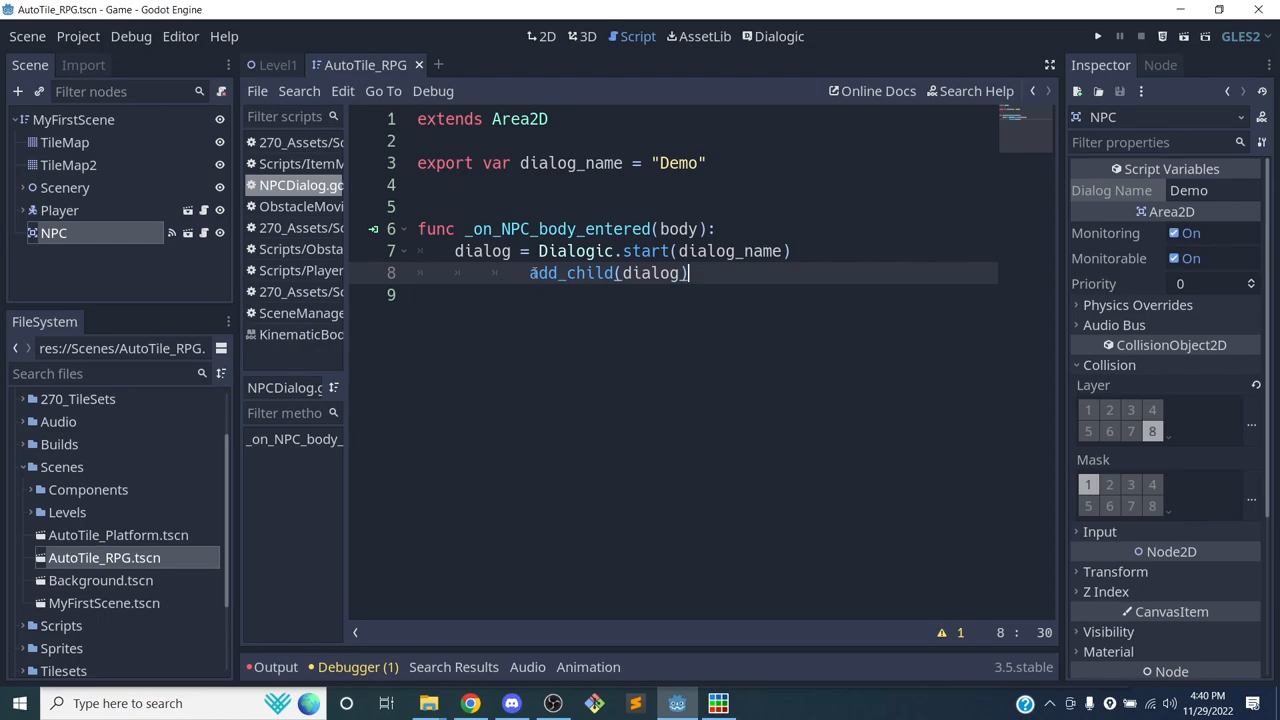 AutoTile_RPG.tscn - Game - Godot Engine
Scene Project Debug Editor Help
2D 3D Script AssetLib Dialogic
GLES2
Scene Import
Filter nodes
MyFirstScene
TileMap
TileMap2
Scenery
Player
NPC
FileSystem
res://Scenes/AutoTile_RPG.
Search files
270_TileSets
Audio
Builds
Scenes
Components
Levels
AutoTile_Platform.tscn
AutoTile_RPG.tscn
Background.tscn
MyFirstScene.tscn
Scripts
Sprites
Tilesets
Level1 AutoTile_RPG
File Search Edit Go To Debug
Online Docs Search Help
Filter scripts
270_Assets/Sc
Scripts/ItemM
NPCDialog.gd
ObstacleMovi
270_Assets/Sc
Scripts/Obsta
Scripts/Player
270_Assets/Sc
SceneManage
KinematicBod
NPCDialog.g
Filter metho
_on_NPC_body_
1 extends Area2D
2
3 export var dialog_name = "Demo"
4
5
6 func _on_NPC_body_entered(body):
7 dialog = Dialogic.start(dialog_name)
8 add_child(dialog)
9
1 8 : 30
Output Debugger (1) Search Results Audio Animation
3.5.stable
Inspector Node
NPC
Filter properties
Script Variables
Dialog Name Demo
Area2D
Monitoring On
Monitorable On
Priority 0
Physics Overrides
Audio Bus
CollisionObject2D
Collision
Layer
1 2 3 4
5 6 7 8
Mask
1 2 3 4
5 6 7 8
Input
Node2D
Transform
Z Index
CanvasItem
Visibility
Material
Node
Type here to search
4:40 PM
11/29/2022